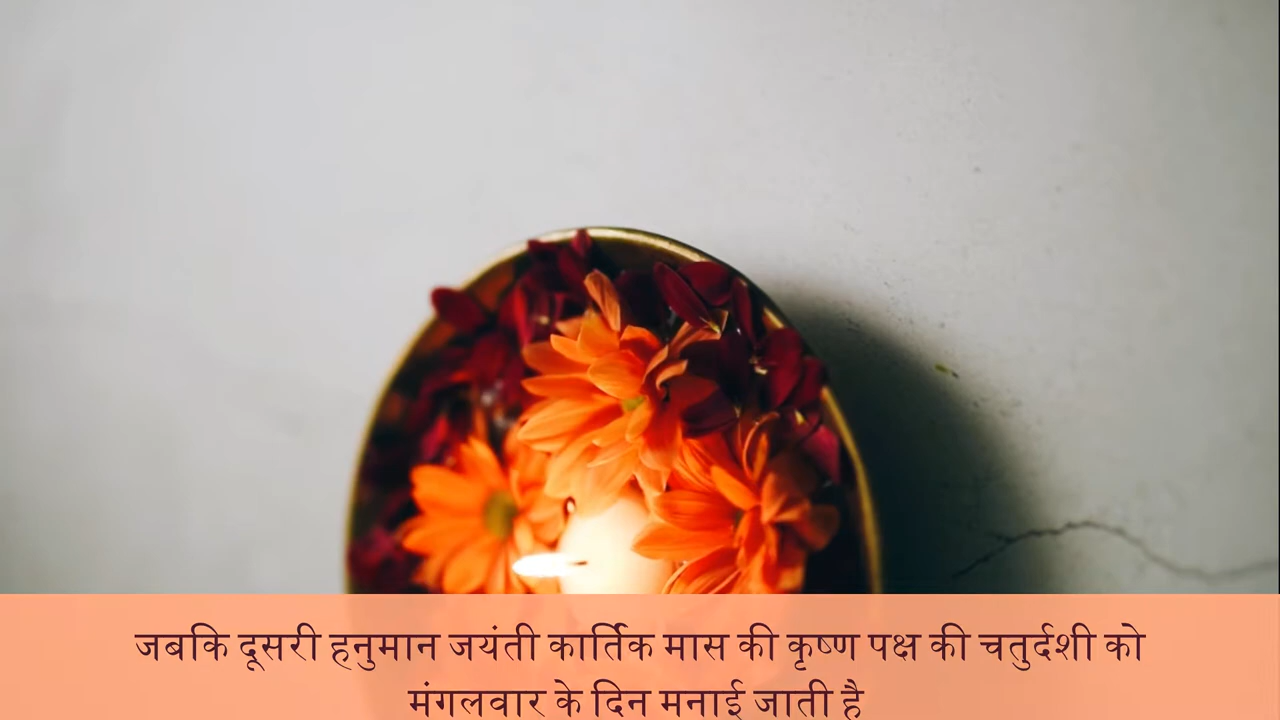 जबकि दूसरी हनुमान जयंती कार्तिक मास की कृष्ण पक्ष की चतुर्दशी को
मंगलवार के दिन मनाई जाती है